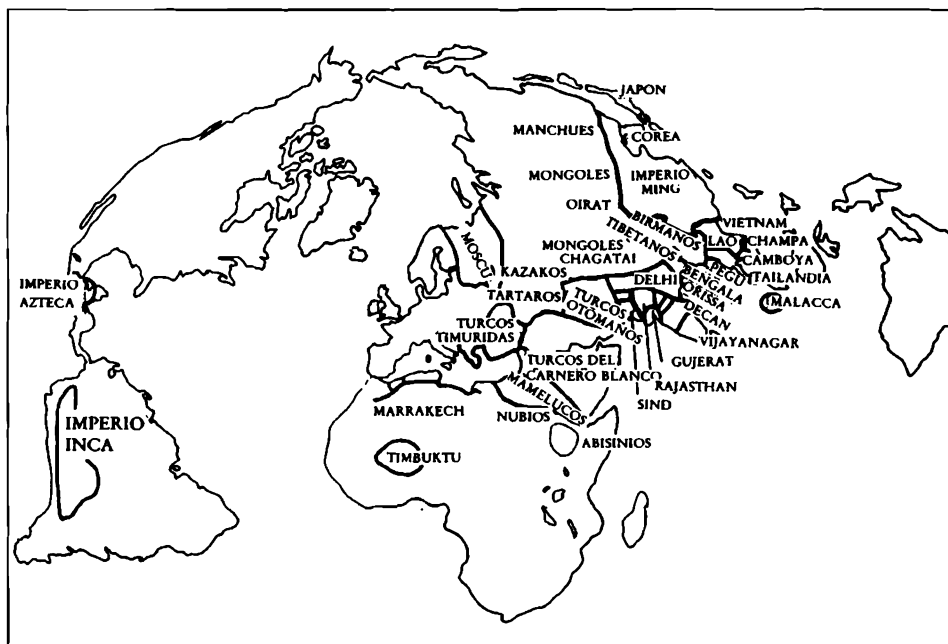 JAPON
MANCHUES
COREA
MONGOLES
IMPERIO
MING
OIRAT
BIRMANOS
VIETNAM
TIBETANOS
LAO
CHAMPA
MOSCU
MONGOLES
CHAGATAI
CAMBOYA
PEGU
KAZAKOS
DELHI
BENGALA
TAILANDIA
IMPERIO
AZTECA
TARTAROS
ORISSA
MALACCA
TURCOS
OTOMANOS
DECAN
TURCOS
TIMURIDAS
VIJAYANAGAR
TURCOS DEL
CARNERO BLANCO
GUJERAT
RAJASTHAN
MAMELUCOS
SIND
MARRAKECH
NUBIOS
IMPERIO
INCA
ABISINIOS
TIMBUKTU